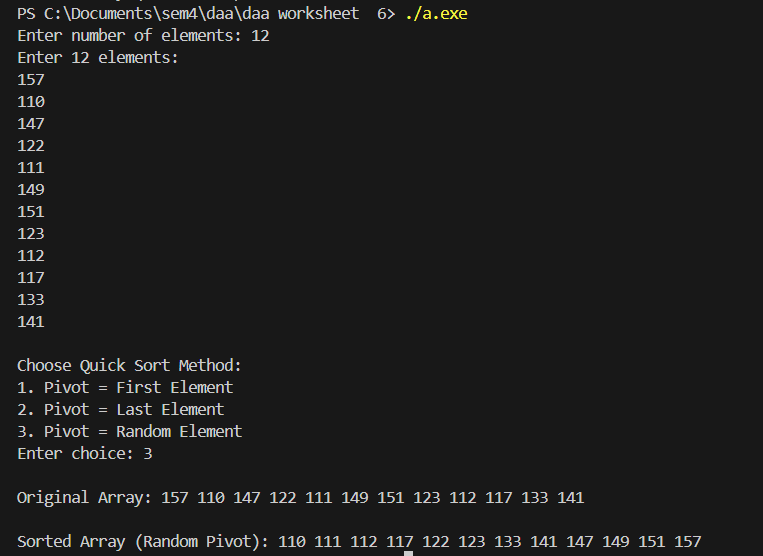 PS C:\Documents\sem4\daa\daa worksheet  6> ./a.exe
Enter number of elements: 12
Enter 12 elements:
157
110
147
122
111
149
151
123
112
117
133
141
Choose Quick Sort Method:
1. Pivot = First Element
2. Pivot = Last Element
3. Pivot = Random Element
Enter choice: 3
Original Array: 157 110 147 122 111 149 151 123 112 117 133 141
Sorted Array (Random Pivot): 110 111 112 117 122 123 133 141 147 149 151 157